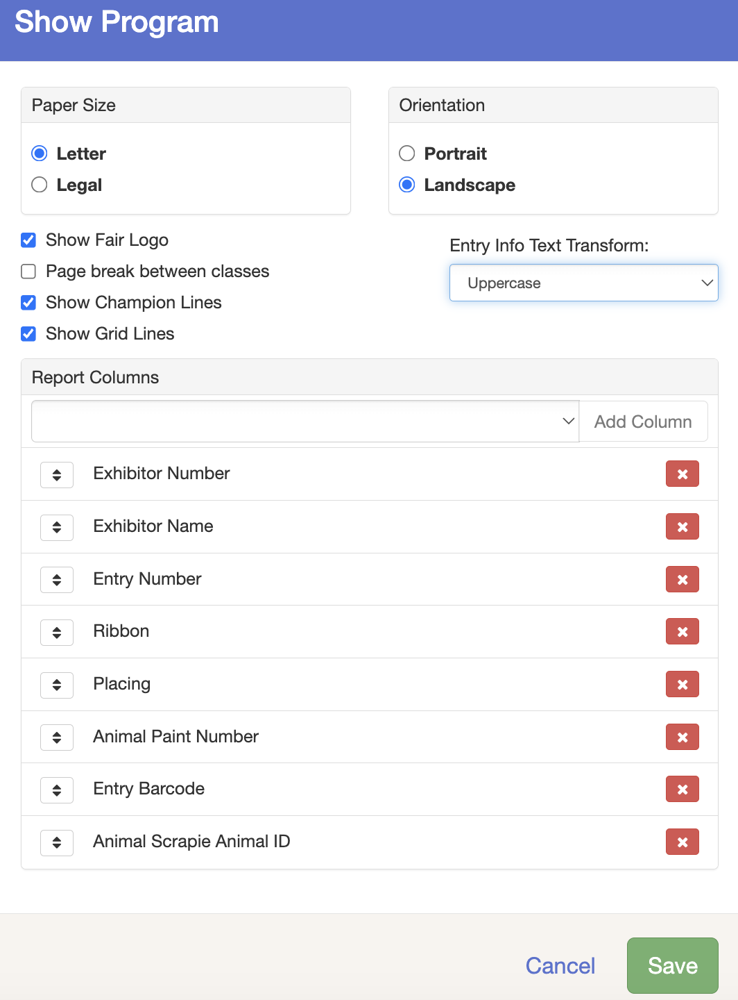 Show Program
Paper Size
Letter
Legal
Orientation
Portrait
Landscape
Show Fair Logo
Page break between classes
Show Champion Lines
Show Grid Lines
Entry Info Text Transform:
Uppercase
Report Columns
Add Column
Exhibitor Number
Exhibitor Name
Entry Number
Ribbon
Placing
Animal Paint Number
Entry Barcode
Animal Scrapie Animal ID
Cancel
Save